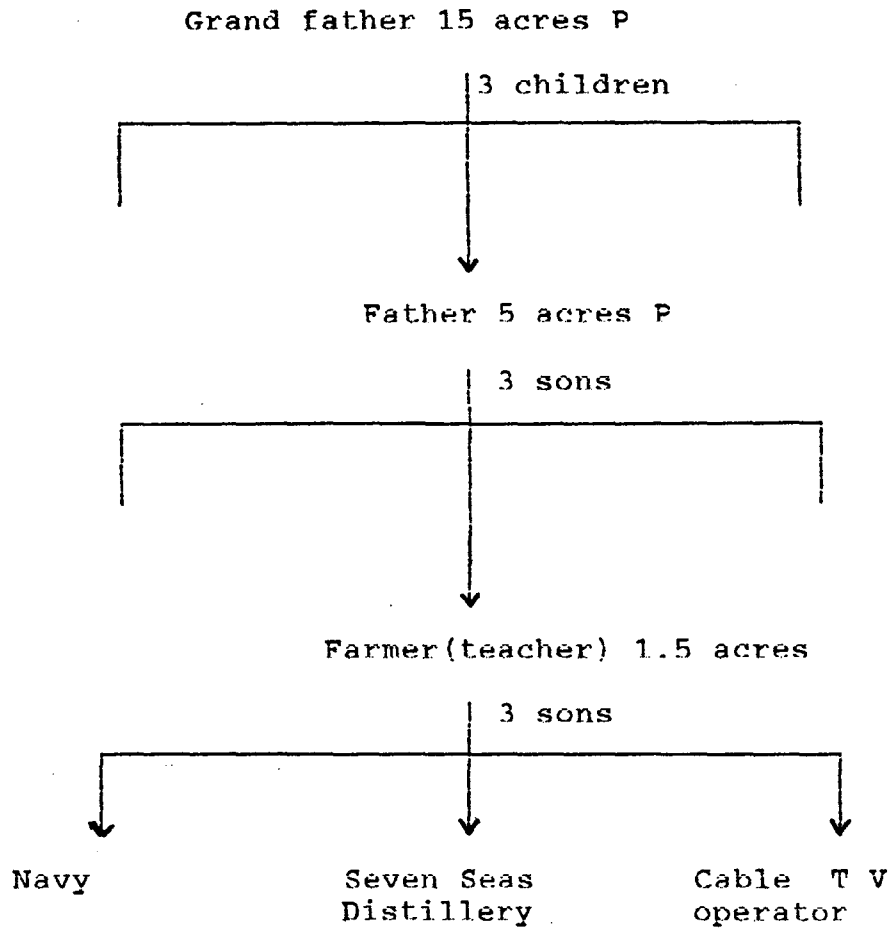 Grand father 15 acres P
3 children
Father 5 acres P
3 sons
Farmer(teacher) 1.5 acres
3 sons
Navy
Seven Seas
Distillery
Cable T V
operator